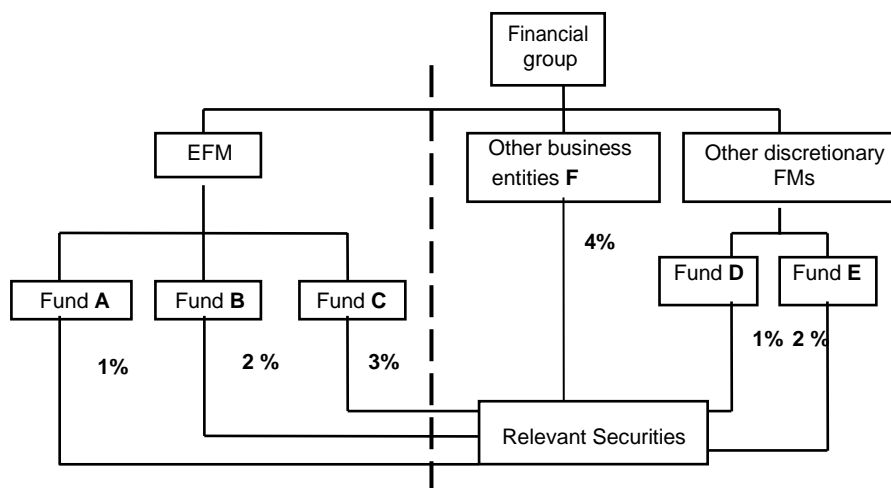 Financial
group
EFM
Other business
entities F
Other discretionary
FMs
4%
Fund D
Fund E
Fund A
Fund B
Fund C
1%
2 %
3%
1% 2 %
Relevant Securities